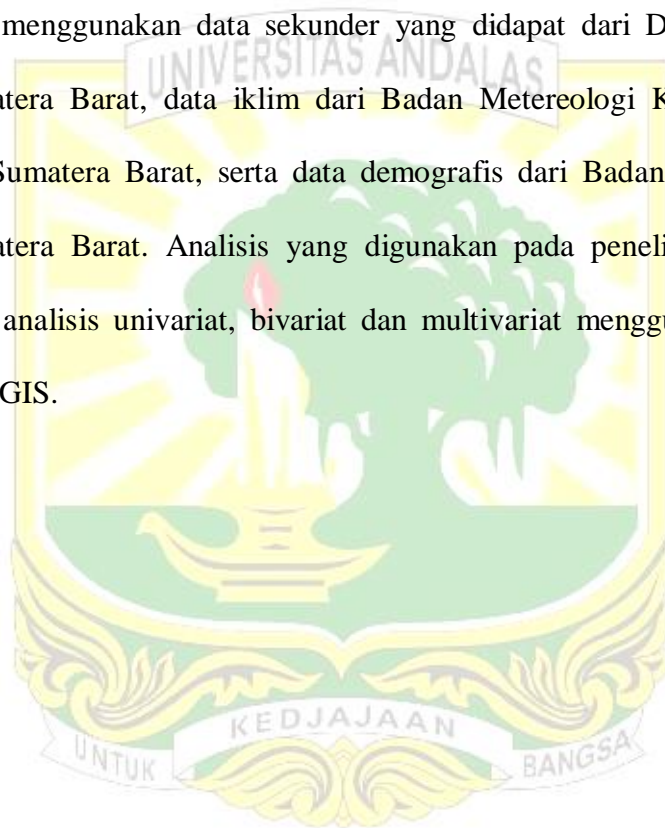 menggunakan data sekunder yang didapat dari D
UNIVERSITAS ANDALAS
atera Barat, data iklim dari Badan Metereologi K
Sumatera Barat, serta data demografis dari Badan
atera Barat. Analisis yang digunakan pada peneli
analisis univariat, bivariat dan multivariat menggu
GIS.
KEDJAJAAN
UNTUK
BANGSA